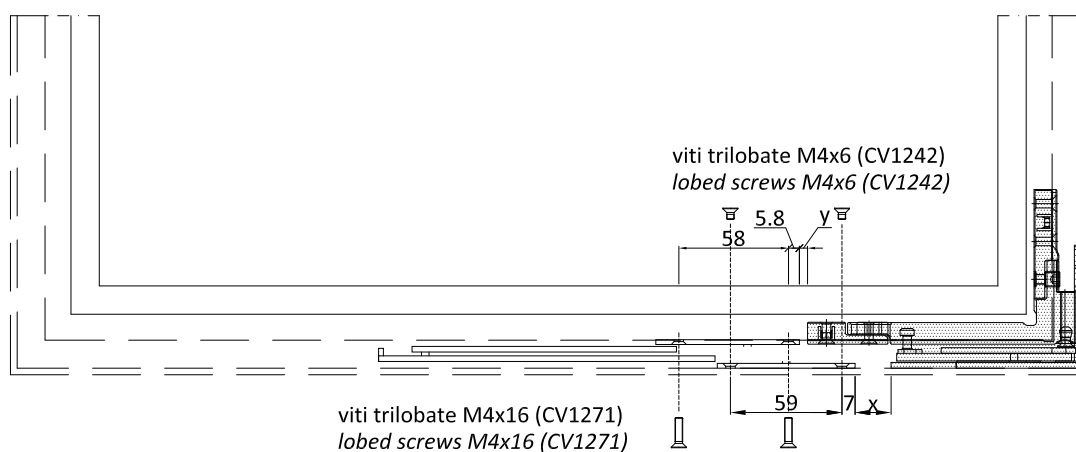 viti trilobate M4x6 (CV1242)
lobed screws M4x6 (CV1242)
5.8 y
58
59 7 x
viti trilobate M4x16 (CV1271)
lobed screws M4x16 (CV1271)